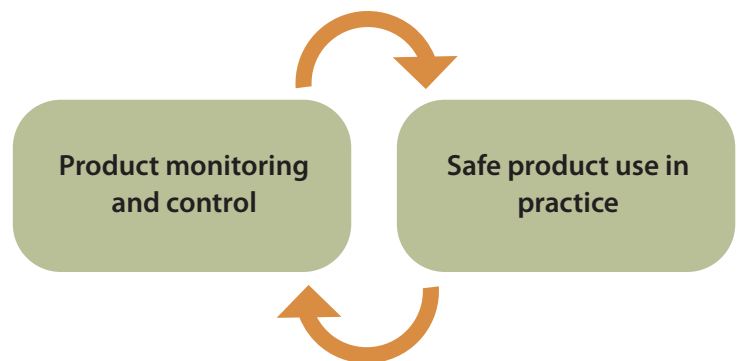 Product monitoring
and control
Safe product use in
practice